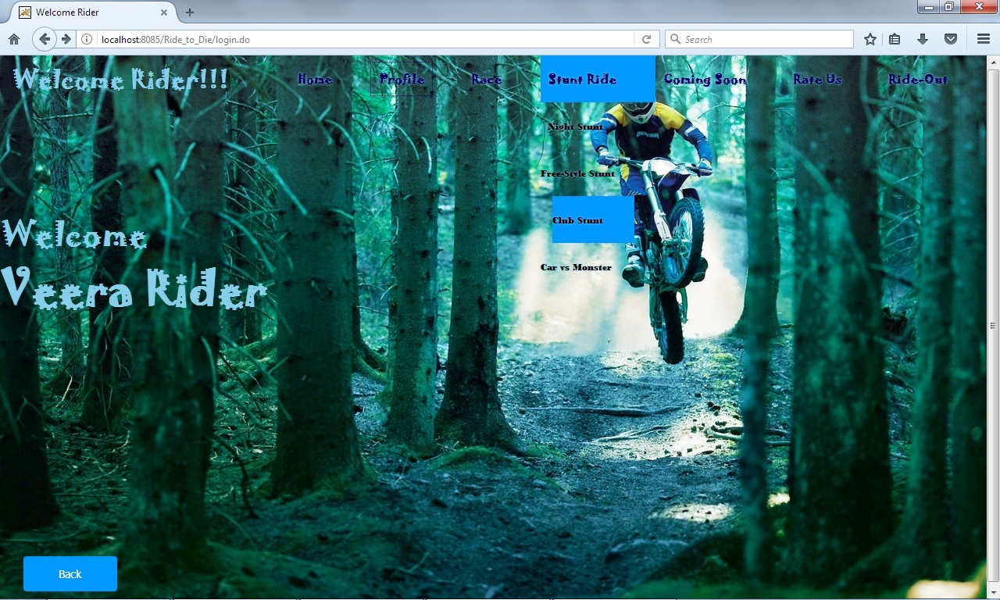 Welcome Rider
localhost:8085/Ride_to_Die/login.do
Search
Welcome Rider!!! Home Profile Race Stunt Ride Coming Soon Rate Us Ride-Out
Night Stunt
Free-Style Stunt
Club Stunt
Car vs Monster
Welcome
Veera Rider
Back